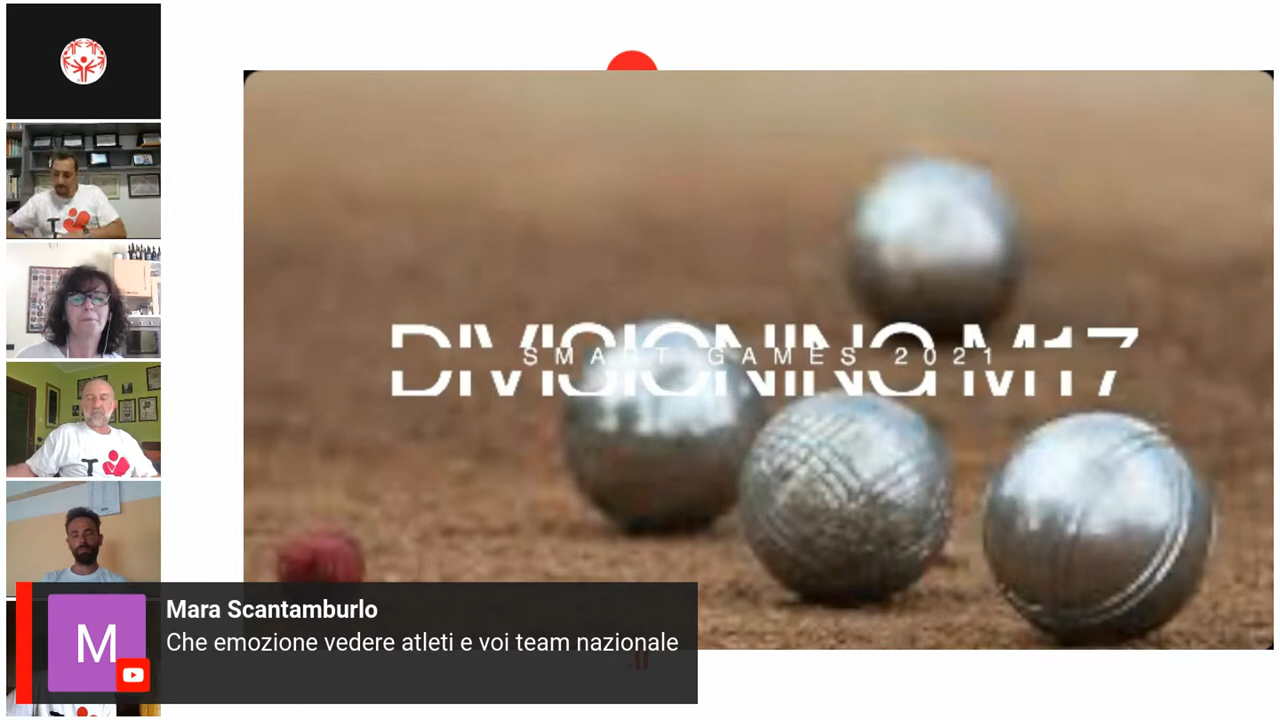 DIVISIONING M17
SMART GAMES 2021
Mara Scantamburlo
Che emozione vedere atleti e voi team nazionale
M